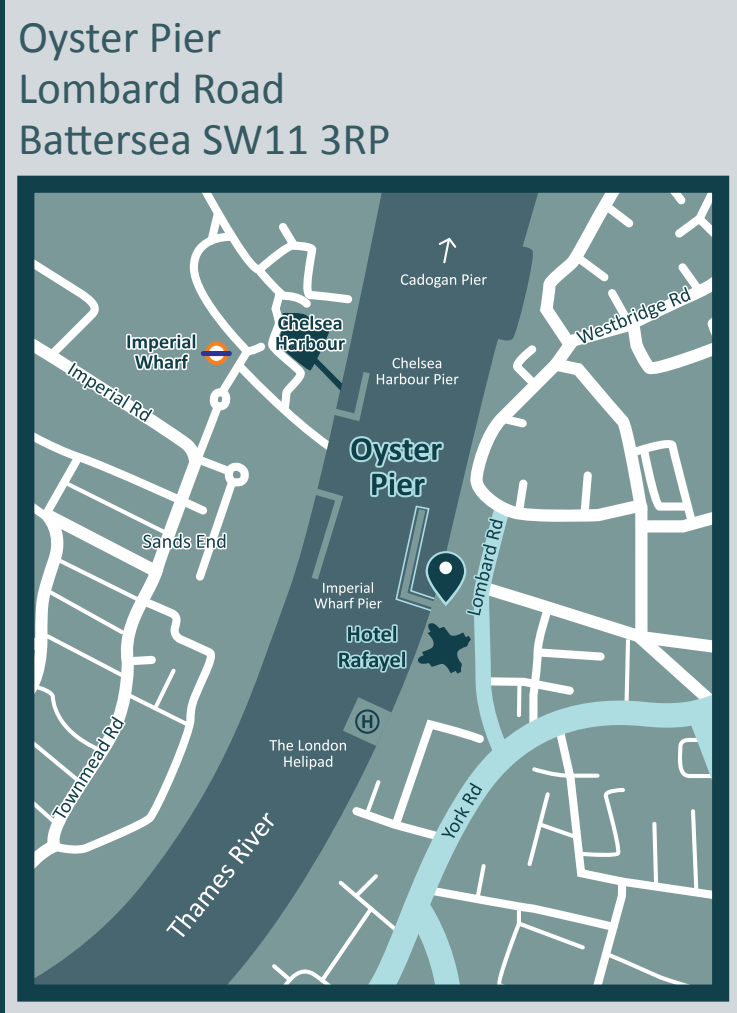 Oyster Pier
Lombard Road
Battersea SW11 3RP
Cadogan Pier
Westbridge Rd
Chelsea
Harbour
Imperial
Wharf
Chelsea
Harbour Pier
Imperial Rd
Oyster
Pier
Sands End
Lombard Rd
Imperial
Wharf Pier
Hotel
Rafayel
H
The London
Helipad
Townmead Rd
York Rd
Thames River